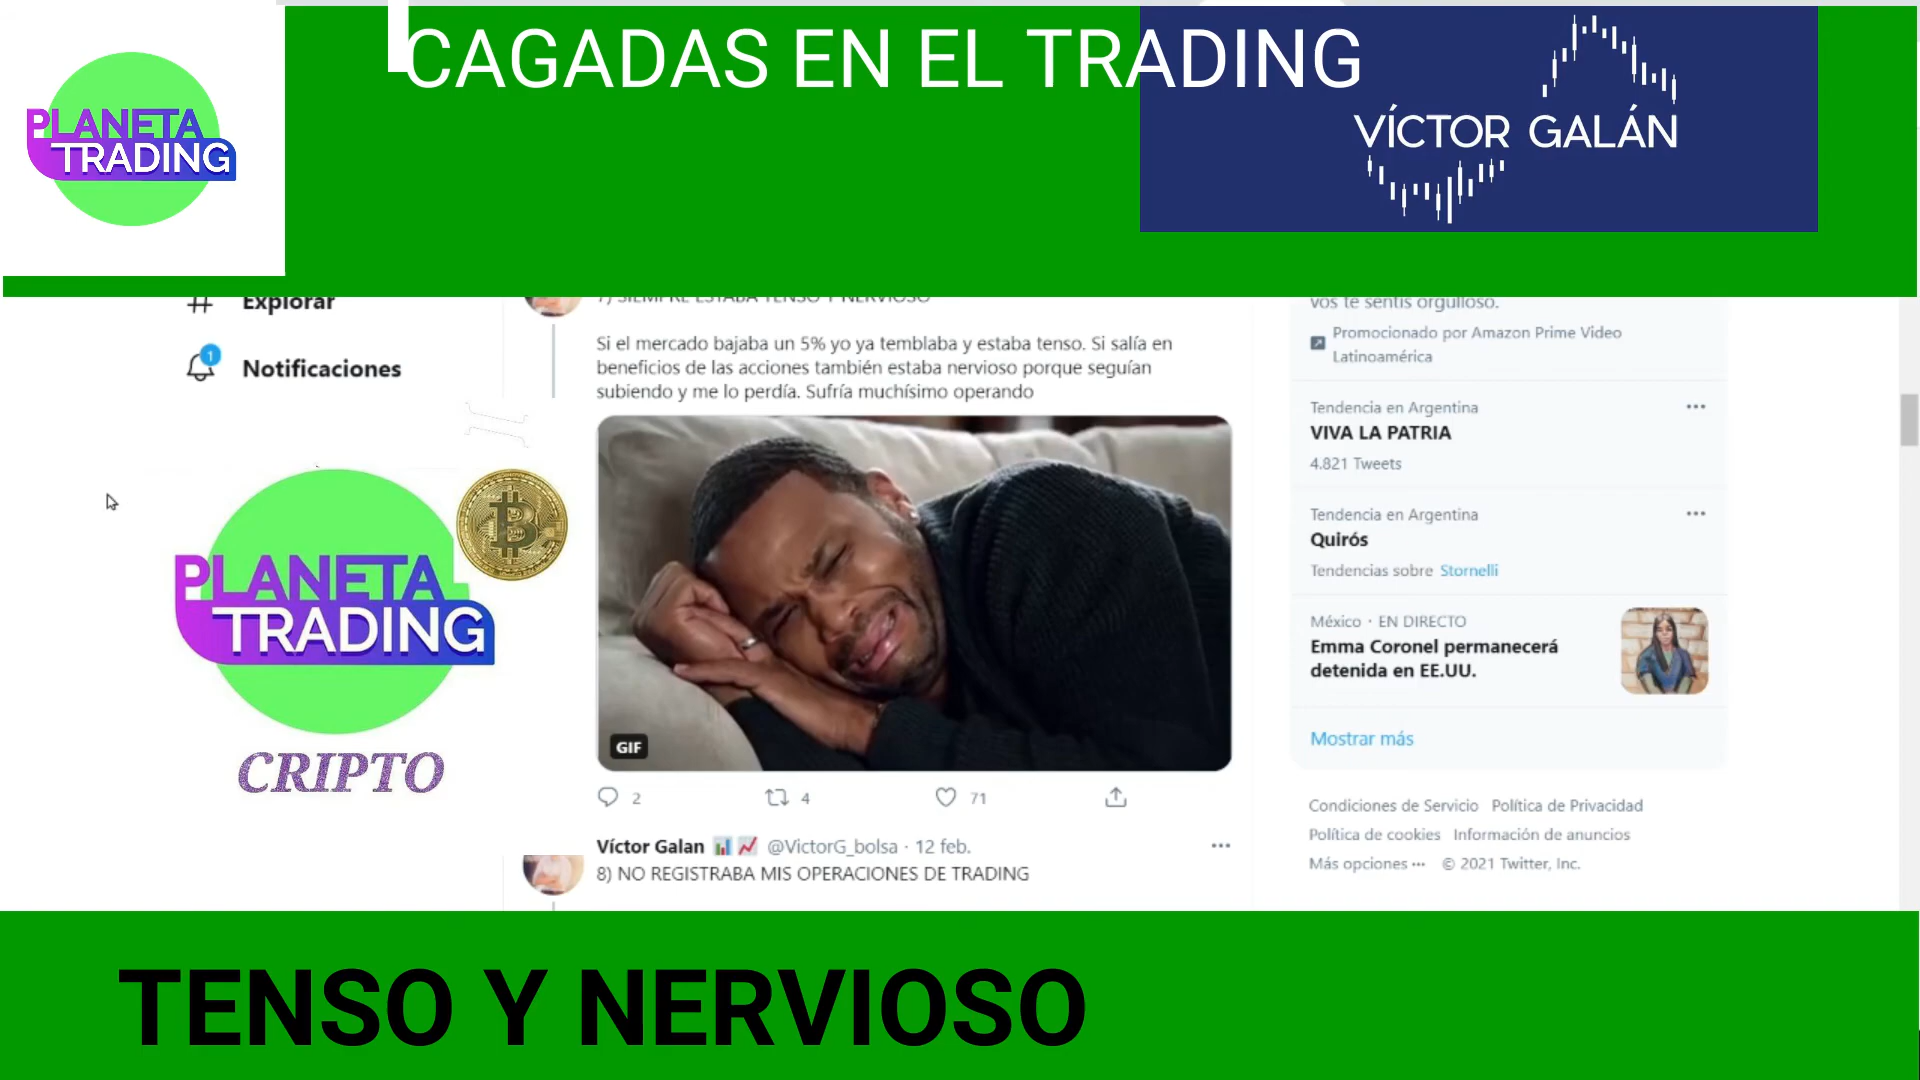 CAGADAS EN EL TRADING
PLANETA
TRADING
VÍCTOR GALÁN
Explorar
Notificaciones
7) SIEMPRE ESTABA TENSO Y NERVIOSO
Si el mercado bajaba un 5% yo ya temblaba y estaba tenso. Si salía en
beneficios de las acciones también estaba nervioso porque seguían
subiendo y me lo perdía. Sufría muchísimo operando
GIF
2
4
71
Víctor Galan @VictorG_bolsa · 12 feb.
8) NO REGISTRABA MIS OPERACIONES DE TRADING
vos te sentís orgulloso.
Promocionado por Amazon Prime Video
Latinoamérica
Tendencia en Argentina
VIVA LA PATRIA
4.821 Tweets
Tendencia en Argentina
Quirós
Tendencias sobre Stornelli
México · EN DIRECTO
Emma Coronel permanecerá
detenida en EE.UU.
Mostrar más
Condiciones de Servicio Política de Privacidad
Política de cookies Información de anuncios
Más opciones ··· © 2021 Twitter, Inc.
1
PLANETA
TRADING
CRIPTO
TENSO Y NERVIOSO